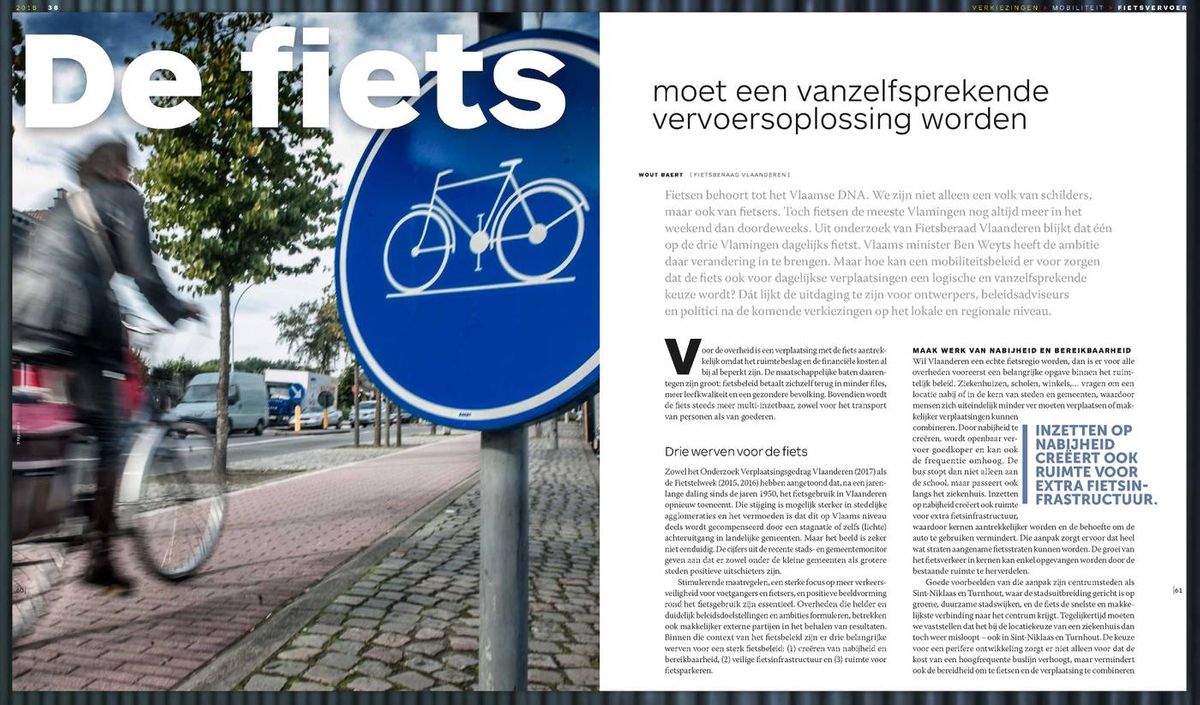 2018 | 38
VERKIEZINGEN > MOBILITEIT > FIETSVERVOER
De fiets
moet een vanzelfsprekende
vervoersoplossing worden
WOUT BAERT [FIETSBERAAD VLAANDEREN]
Fietsen behoort tot het Vlaamse DNA. We zijn niet alleen een volk van schilders,
maar ook van fietsers. Toch fietsen de meeste Vlamingen nog altijd meer in het
weekend dan doordeweeks. Uit onderzoek van Fietsberaad Vlaanderen blijkt dat één
op de drie Vlamingen dagelijks fietst. Vlaams minister Ben Weyts heeft de ambitie
daar verandering in te brengen. Maar hoe kan een mobiliteitsbeleid er voor zorgen
dat de fiets ook voor dagelijkse verplaatsingen een logische en vanzelfsprekende
keuze wordt? Dát lijkt de uitdaging te zijn voor ontwerpers, beleidsadviseurs
en politici na de komende verkiezingen op het lokale en regionale niveau.
Voor de overheid is een verplaatsing met de fiets aantrek-
kelijk omdat het ruimtebeslag en de financiële kosten al
bij al beperkt zijn. De maatschappelijke baten daaren-
tegen zijn groot: fietsbeleid betaalt zichzelf terug in minder files,
meer leefkwaliteit en een gezondere bevolking. Bovendien wordt
de fiets steeds meer multi-inzetbaar, zowel voor het transport
van personen als van goederen.
Drie werven voor de fiets
Zowel het Onderzoek Verplaatsingsgedrag Vlaanderen (2017) als
de Fietstelweek (2015, 2016) hebben aangetoond dat, na een jaren-
lange daling sinds de jaren 1950, het fietsgebruik in Vlaanderen
opnieuw toeneemt. Die stijging is mogelijk sterker in stedelijke
agglomeraties en het vermoeden is dat dit op Vlaams niveau
deels wordt gecompenseerd door een stagnatie of zelfs (lichte)
achteruitgang in landelijke gemeenten. Maar het beeld is zeker
niet eenduidig. De cijfers uit de recente stads- en gemeentemonitor
geven aan dat er zowel onder de kleine gemeenten als grotere
steden positieve uitschieters zijn.
Stimulerende maatregelen, een sterke focus op meer verkeers-
veiligheid voor voetgangers en fietsers, en positieve beeldvorming
rond het fietsgebruik zijn essentieel. Overheden die helder en
duidelijk beleidsdoelstellingen en ambities formuleren, betrekken
ook makkelijker externe partijen in het behalen van resultaten.
Binnen die context van het fietsbeleid zijn er drie belangrijke
werven voor een sterk fietsbeleid: (1) creëren van nabijheid en
bereikbaarheid, (2) veilige fietsinfrastructuur en (3) ruimte voor
fietsparkeren.
MAAK WERK VAN NABIJHEID EN BEREIKBAARHEID
Wil Vlaanderen een echte fietsregio worden, dan is er voor alle
overheden vooreerst een belangrijke opgave binnen het ruim-
telijk beleid. Ziekenhuizen, scholen, winkels,… vragen om een
locatie nabij of in de kern van steden en gemeenten, waardoor
mensen zich uiteindelijk minder ver moeten verplaatsen of mak-
kelijker verplaatsingen kunnen
combineren. Door nabijheid te
creëren, wordt openbaar ver-
voer goedkoper en kan ook
de frequentie omhoog. De
bus stopt dan niet alleen aan
de school, maar passeert ook
langs het ziekenhuis. Inzetten
op nabijheid creëert ook ruimte
voor extra fietsinfrastructuur,
waardoor kernen aantrekkelijker worden en de behoefte om de
auto te gebruiken vermindert. Die aanpak zorgt ervoor dat heel
wat straten aangename fietsstraten kunnen worden. De groei van
het fietsverkeer in kernen kan enkel opgevangen worden door de
bestaande ruimte te herverdelen.
Goede voorbeelden van die aanpak zijn centrumsteden als
Sint-Niklaas en Turnhout, waar de stadsuitbreiding gericht is op
groene, duurzame stadswijken, en de fiets de snelste en makke-
lijkste verbinding naar het centrum krijgt. Tegelijkertijd moeten
we vaststellen dat het bij de locatiekeuze van een ziekenhuis dan
toch weer misloopt – ook in Sint-Niklaas en Turnhout. De keuze
voor een perifere ontwikkeling zorgt er niet alleen voor dat de
kost van een hoogfrequente buslijn verhoogt, maar vermindert
ook de bereidheid om te fietsen en de verplaatsing te combineren
INZETTEN OP
NABIJHEID
CREËERT OOK
RUIMTE VOOR
EXTRA FIETSIN-
FRASTRUCTUUR.
60|
|61